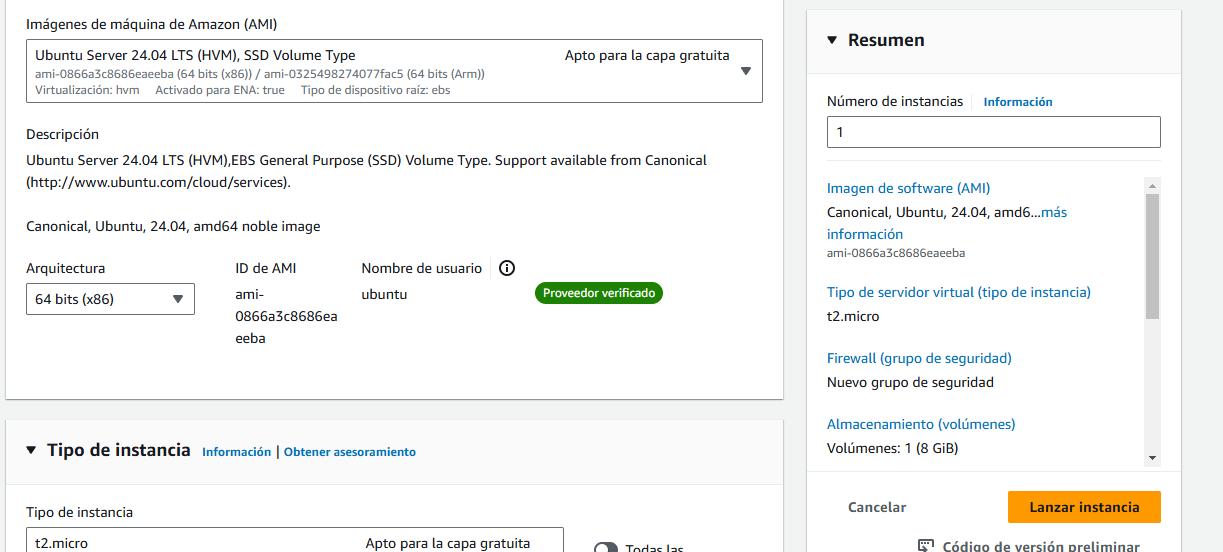 Imágenes de máquina de Amazon (AMI)
Ubuntu Server 24.04 LTS (HVM), SSD Volume Type
Apto para la capa gratuita
ami-0866a3c8686eaeeba (64 bits (x86)) / ami-0325498274077fac5 (64 bits (Arm))
Virtualización: hvm Activado para ENA: true Tipo de dispositivo raíz: ebs
Descripción
Ubuntu Server 24.04 LTS (HVM),EBS General Purpose (SSD) Volume Type. Support available from Canonical
(http://www.ubuntu.com/cloud/services).
Canonical, Ubuntu, 24.04, amd64 noble image
Arquitectura
64 bits (x86)
ID de AMI
ami-
0866a3c8686ea
eeba
Nombre de usuario
ubuntu
Proveedor verificado
Tipo de instancia Información | Obtener asesoramiento
Tipo de instancia
t2.micro
Apto para la capa gratuita
Todas las
Resumen
Número de instancias Información
1
Imagen de software (AMI)
Canonical, Ubuntu, 24.04, amd6...más
información
ami-0866a3c8686eaeeba
Tipo de servidor virtual (tipo de instancia)
t2.micro
Firewall (grupo de seguridad)
Nuevo grupo de seguridad
Almacenamiento (volúmenes)
Volúmenes: 1 (8 GiB)
Cancelar
Lanzar instancia
Código de versión preliminar